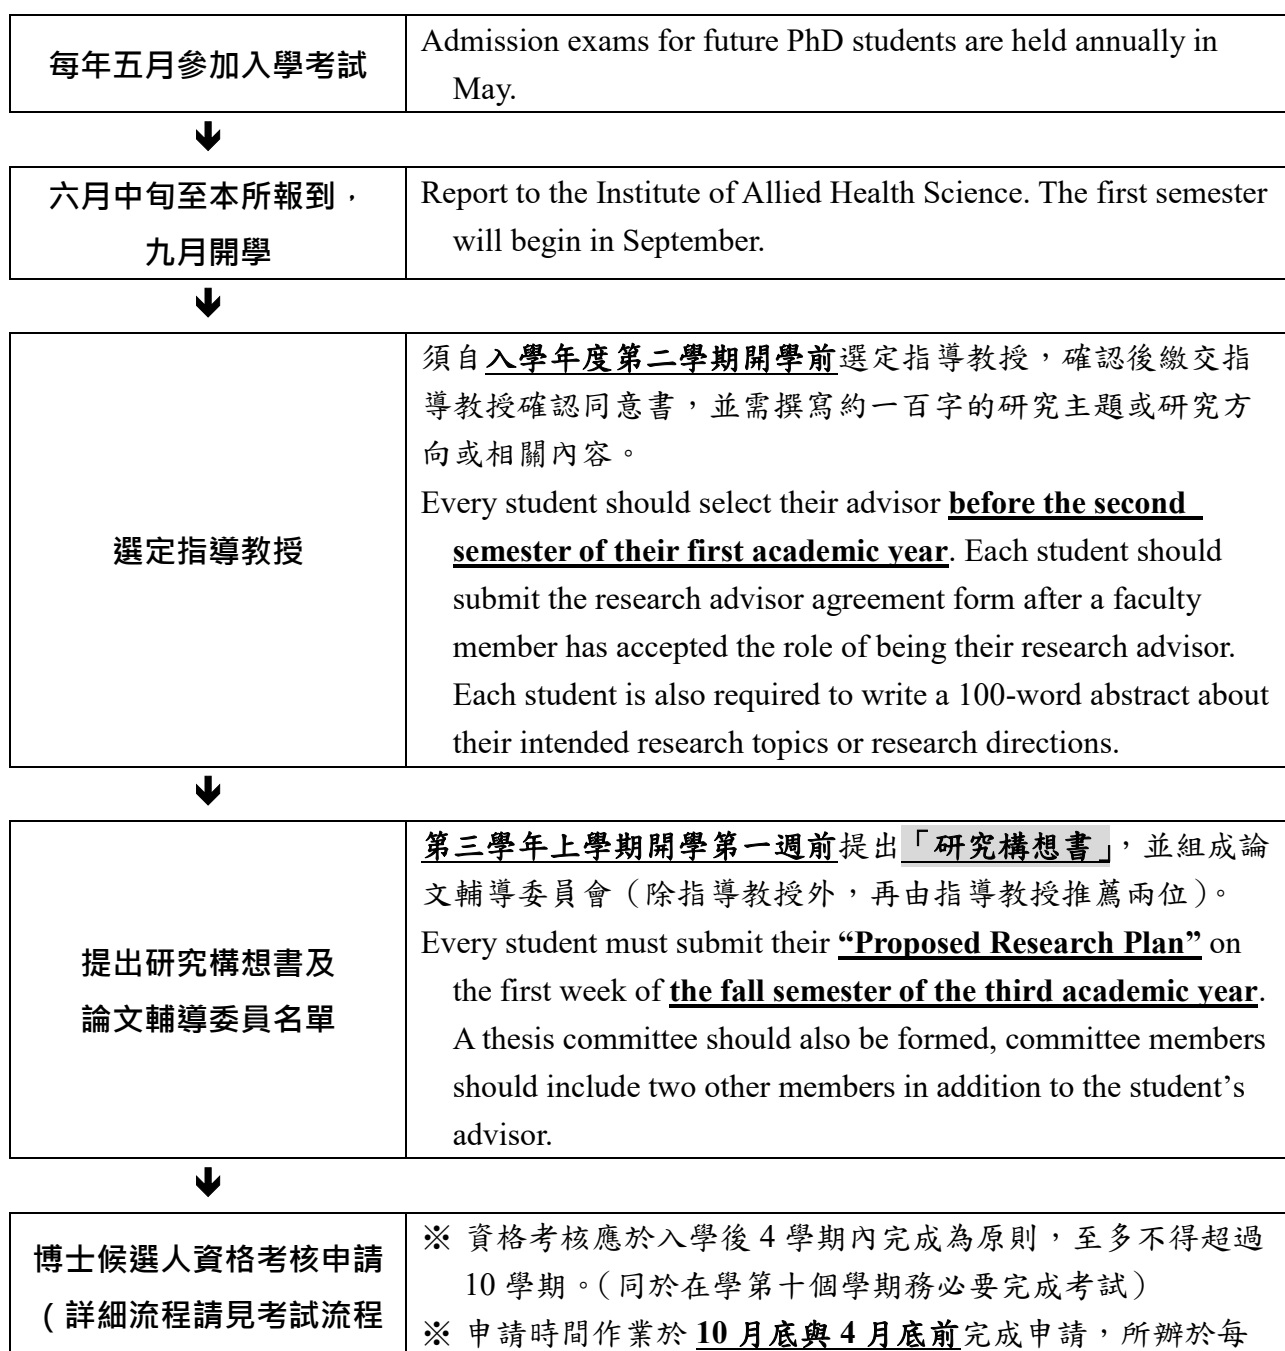 每年五月參加入學考試
Admission exams for future PhD students are held annually in
May.
六月中旬至本所報到，
九月開學
Report to the Institute of Allied Health Science. The first semester
will begin in September.
選定指導教授
須自入學年度第二學期開學前選定指導教授，確認後繳交指
導教授確認同意書，並需撰寫約一百字的研究主題或研究方
向或相關內容。
Every student should select their advisor before the second
semester of their first academic year. Each student should
submit the research advisor agreement form after a faculty
member has accepted the role of being their research advisor.
Each student is also required to write a 100-word abstract about
their intended research topics or research directions.
提出研究構想書及
論文輔導委員名單
第三學年上學期開學第一週前提出「研究構想書」，並組成論
文輔導委員會（除指導教授外，再由指導教授推薦兩位）。
Every student must submit their “Proposed Research Plan” on
the first week of the fall semester of the third academic year.
A thesis committee should also be formed, committee members
should include two other members in addition to the student’s
advisor.
博士候選人資格考核申請
（詳細流程請見考試流程
※ 資格考核應於入學後 4 學期內完成為原則，至多不得超過
10 學期。（同於在學第十個學期務必要完成考試）
※ 申請時間作業於 10 月底與 4 月底前完成申請，所辦於每